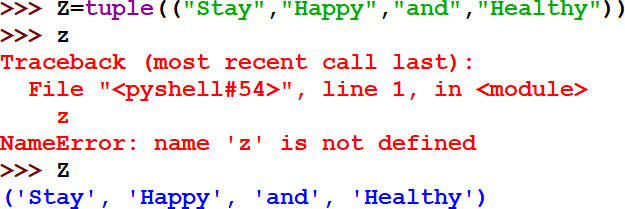 >>> Z=tuple(("Stay","Happy","and","Healthy"))
>>> z
Traceback (most recent call last):
  File "<pyshell#54>", line 1, in <module>
    z
NameError: name 'z' is not defined
>>> Z
('Stay', 'Happy', 'and', 'Healthy')